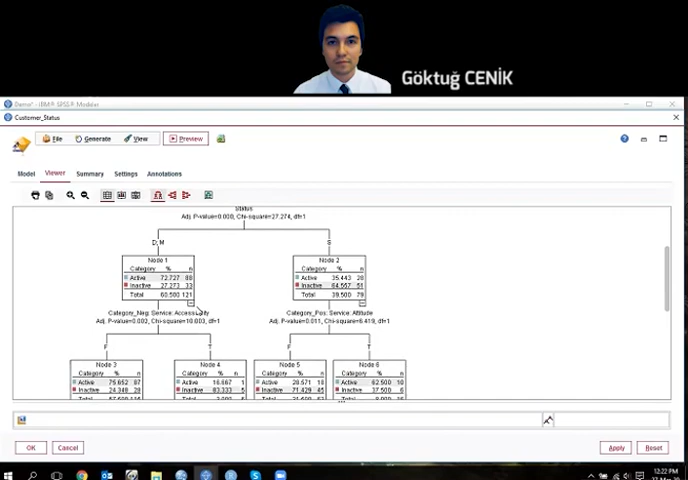 Göktuğ CENİK
Demo* - IBM® SPSS® Modeler
Customer_Status
File Generate View Preview
Model Viewer Summary Settings Annotations
Status
Adj. P-value=0.000, Chi-square=27.274, df=1
D; M S
Node 1
Category % n
Active 72.727 88
Inactive 27.273 33
Total 60.500 121
Node 2
Category % n
Active 35.443 28
Inactive 64.557 51
Total 39.500 79
Category_Neg: Service: Accessibility
Adj. P-value=0.002, Chi-square=10.003, df=1
Category_Pos: Service: Attitude
Adj. P-value=0.011, Chi-square=6.419, df=1
F T F T
Node 3
Category % n
Active 75.652 87
Inactive 24.348 28
Node 4
Category % n
Active 16.667 1
Inactive 83.333 5
Node 5
Category % n
Active 28.571 18
Inactive 71.429 45
Node 6
Category % n
Active 62.500 10
Inactive 37.500 6
OK Cancel Apply Reset
12:22 PM